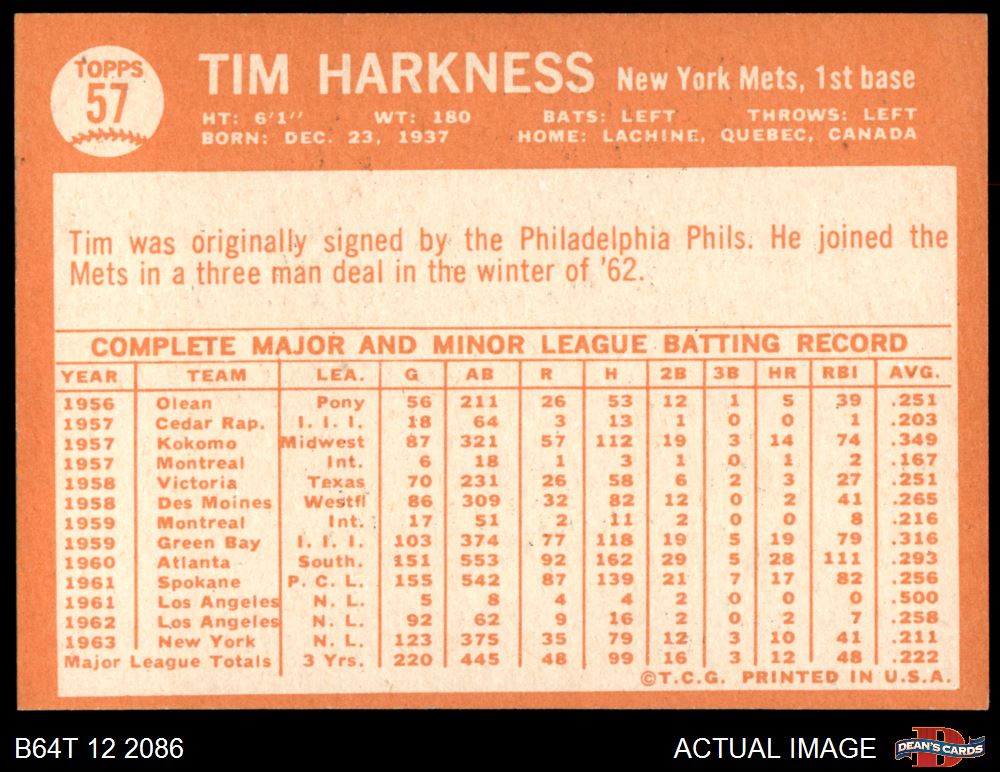 TOPPS
57
TIM HARKNESS New York Mets, 1st base
HT: 6'1" WT: 180 BATS: LEFT THROWS: LEFT
BORN: DEC. 23, 1937 HOME: LACHINE, QUEBEC, CANADA
Tim was originally signed by the Philadelphia Phils. He joined the
Mets in a three man deal in the winter of '62.
COMPLETE MAJOR AND MINOR LEAGUE BATTING RECORD
YEAR TEAM LEA. G AB R H 2B 3B HR RBI AVG.
1956 Olean Pony 56 211 26 53 12 1 5 39 .251
1957 Cedar Rap. I. I. I. 18 64 3 13 1 0 0 1 .203
1957 Kokomo Midwest 87 321 57 112 19 3 14 74 .349
1957 Montreal Int. 6 18 1 3 1 0 1 2 .167
1958 Victoria Texas 70 231 26 58 6 2 3 27 .251
1958 Des Moines Westfl 86 309 32 82 12 0 2 41 .265
1959 Montreal Int. 17 51 2 11 2 0 0 8 .216
1959 Green Bay I. I. I. 103 374 77 118 19 5 19 79 .316
1960 Atlanta South. 151 553 92 162 29 5 28 111 .293
1961 Spokane P. C. L. 155 542 87 139 21 7 17 82 .256
1961 Los Angeles N. L. 5 8 4 4 2 0 0 0 .500
1962 Los Angeles N. L. 92 62 9 16 2 0 2 7 .258
1963 New York N. L. 123 375 35 79 12 3 10 41 .211
Major League Totals 3 Yrs. 220 445 48 99 16 3 12 48 .222
©T.C.G. PRINTED IN U.S.A.
B64T 12 2086 ACTUAL IMAGE DEAN'S CARDS